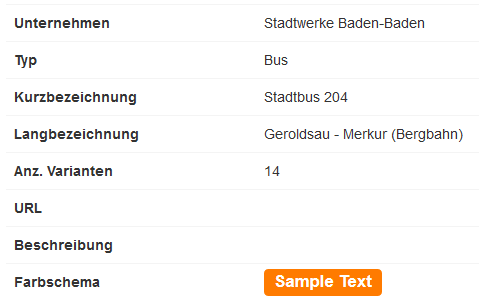 Unternehmen Stadtwerke Baden-Baden
Typ Bus
Kurzbezeichnung Stadtbus 204
Langbezeichnung Geroldsau - Merkur (Bergbahn)
Anz. Varianten 14
URL
Beschreibung
Farbschema Sample Text